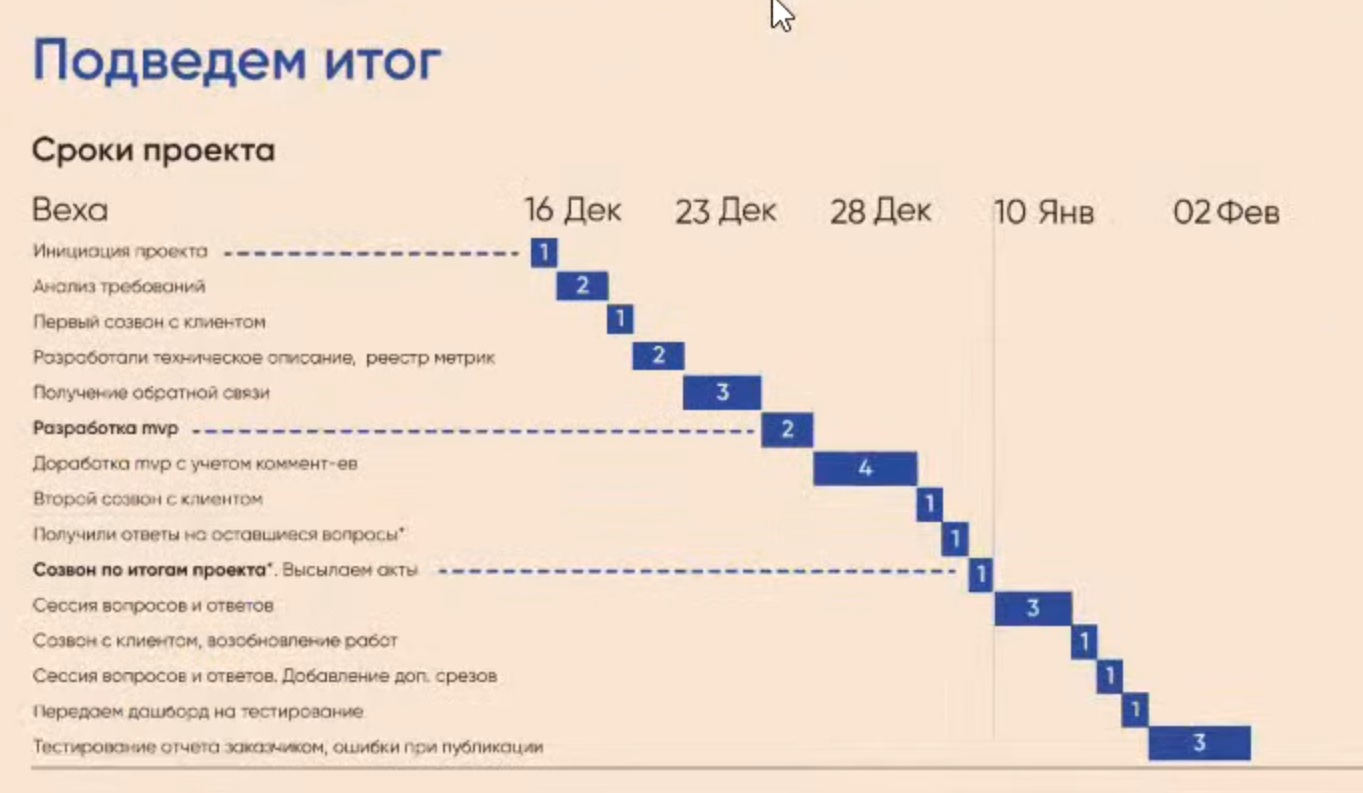 Подведем итог
Сроки проекта
Веха 16 Дек 23 Дек 28 Дек 10 Янв 02 Фев
Инициация проекта 1
Анализ требований 2
Первый созвон с клиентом 1
Разработали техническое описание, реестр метрик 2
Получение обратной связи 3
Разработка mvp 2
Доработка mvp с учетом коммент-ев 4
Второй созвон с клиентом 1
Получили ответы на оставшиеся вопросы* 1
Созвон по итогам проекта*. Высылаем акты 1
Сессия вопросов и ответов 3
Созвон с клиентом, возобновление работ 1
Сессия вопросов и ответов. Добавление доп. срезов 1
Передаем дашборд на тестирование 1
Тестирование отчета заказчиком, ошибки при публикации 3